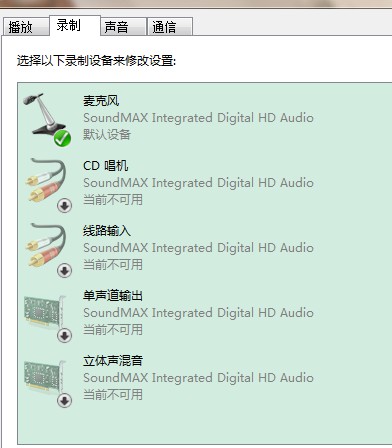 播放 录制 声音 通信
选择以下录制设备来修改设置:
麦克风
SoundMAX Integrated Digital HD Audio
默认设备
CD 唱机
SoundMAX Integrated Digital HD Audio
当前不可用
线路输入
SoundMAX Integrated Digital HD Audio
当前不可用
单声道输出
SoundMAX Integrated Digital HD Audio
当前不可用
立体声混音
SoundMAX Integrated Digital HD Audio
当前不可用